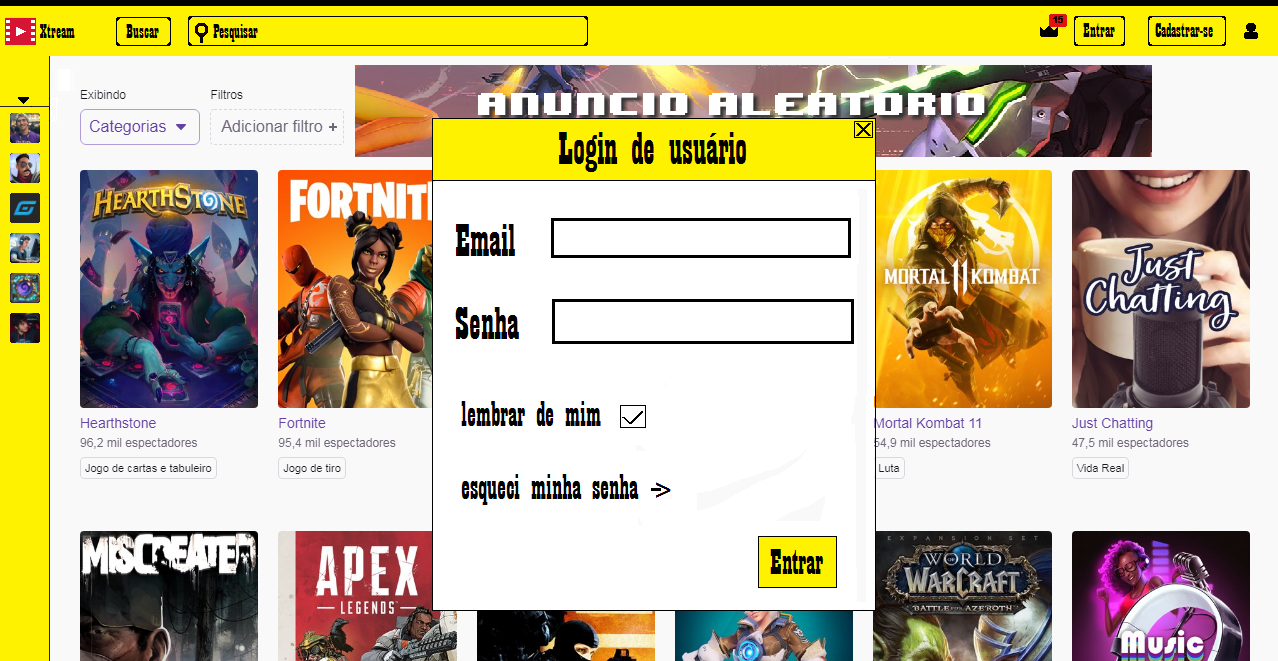 Xtream
Buscar
Pesquisar
15
Entrar
Cadastrar-se
Exibindo
Filtros
Categorias
Adicionar filtro +
ANUNCIO ALEATORIO
Login de usuário
Email
Senha
lembrar de mim
esqueci minha senha ->
Entrar
HEARTHSTONE
FORTNITE
MORTAL KOMBAT 11
Just
Chatting
Hearthstone
96,2 mil espectadores
Jogo de cartas e tabuleiro
Fortnite
95,4 mil espectadores
Jogo de tiro
Mortal Kombat 11
54,9 mil espectadores
Luta
Just Chatting
47,5 mil espectadores
Vida Real
MISCREATED
APEX
LEGENDS
EXPANSION SET
WORLD
OF
WARCRAFT
BATTLE FOR AZEROTH
Music